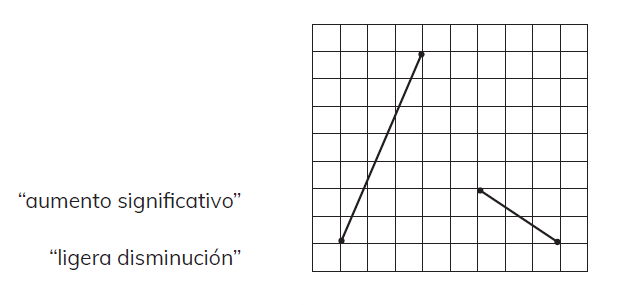 “aumento significativo”
“ligera disminución”